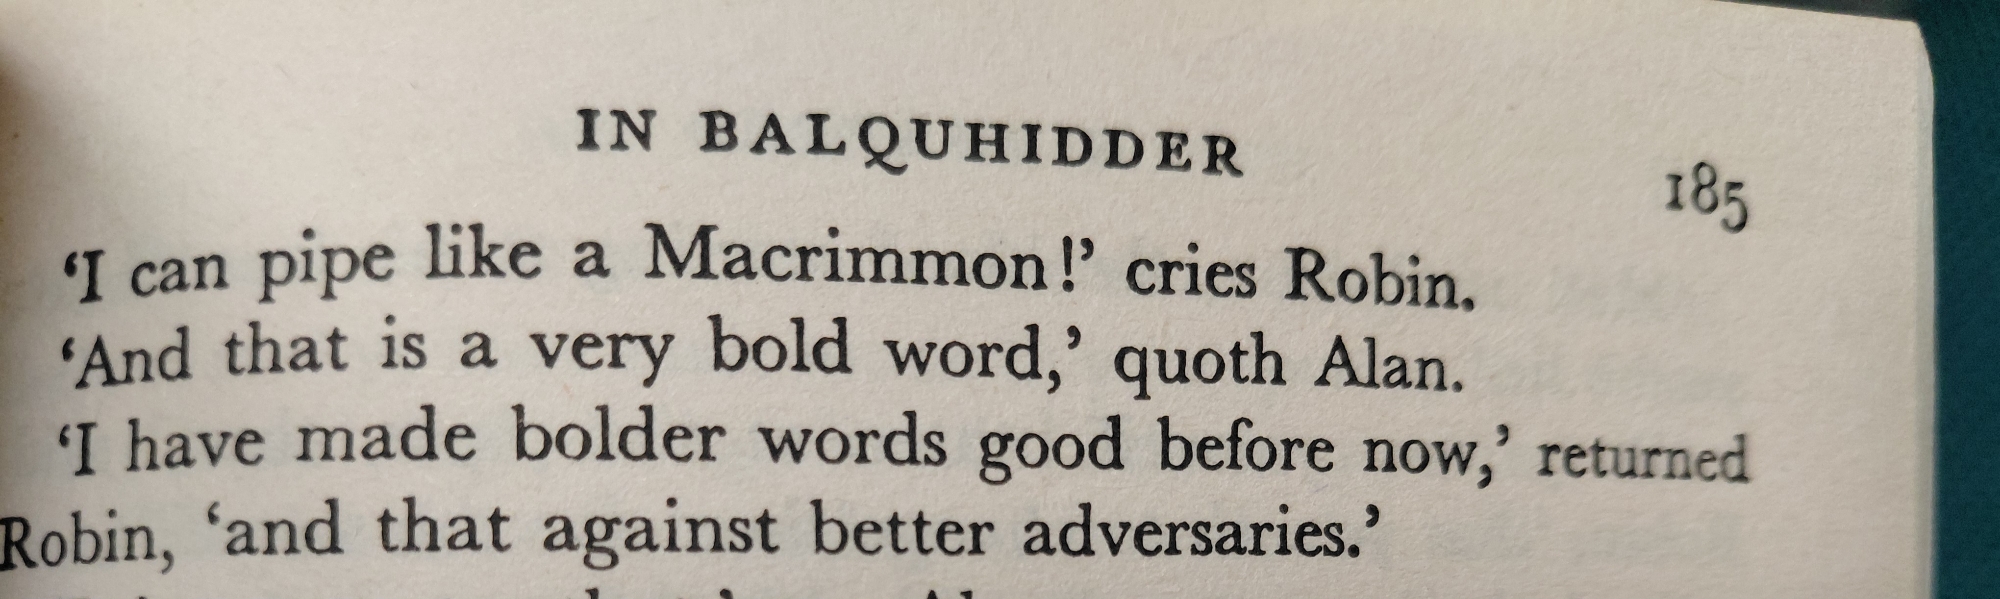 IN BALQUHIDDER
185
‘I can pipe like a Macrimmon!’ cries Robin.
‘And that is a very bold word,’ quoth Alan.
‘I have made bolder words good before now,’ returned
Robin, ‘and that against better adversaries.’